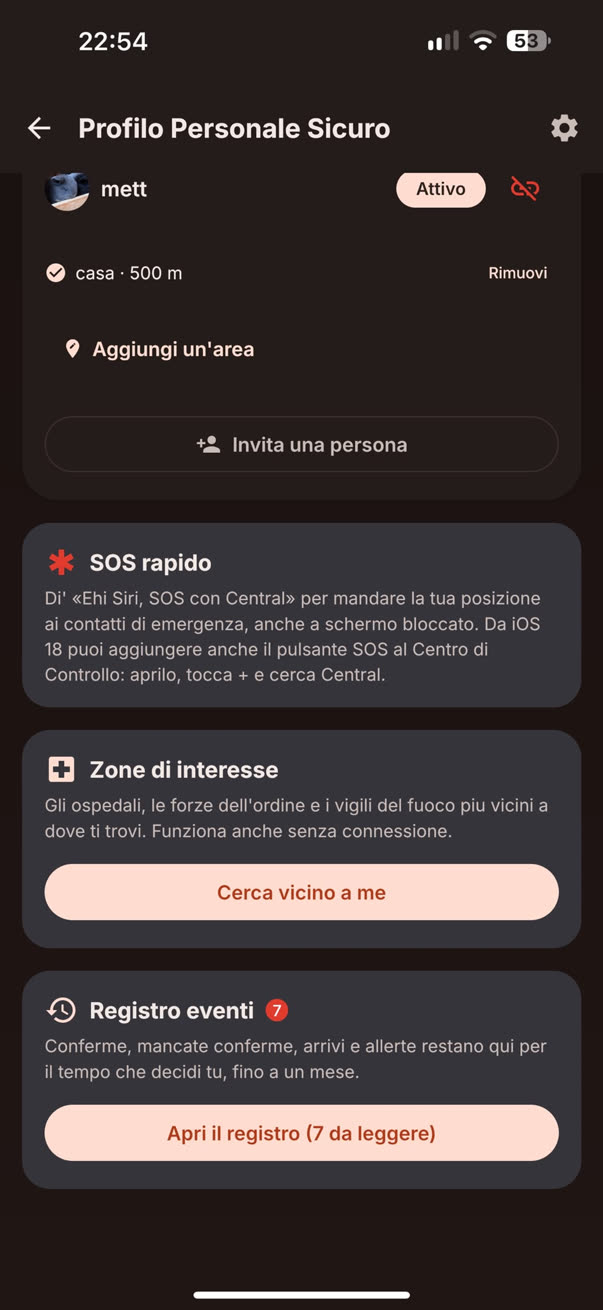 22:54
53
Profilo Personale Sicuro
mett
Attivo
casa · 500 m
Rimuovi
Aggiungi un'area
Invita una persona
SOS rapido
Di' «Ehi Siri, SOS con Central» per mandare la tua posizione
ai contatti di emergenza, anche a schermo bloccato. Da iOS
18 puoi aggiungere anche il pulsante SOS al Centro di
Controllo: aprilo, tocca + e cerca Central.
Zone di interesse
Gli ospedali, le forze dell'ordine e i vigili del fuoco piu vicini a
dove ti trovi. Funziona anche senza connessione.
Cerca vicino a me
Registro eventi 7
Conferme, mancate conferme, arrivi e allerte restano qui per
il tempo che decidi tu, fino a un mese.
Apri il registro (7 da leggere)